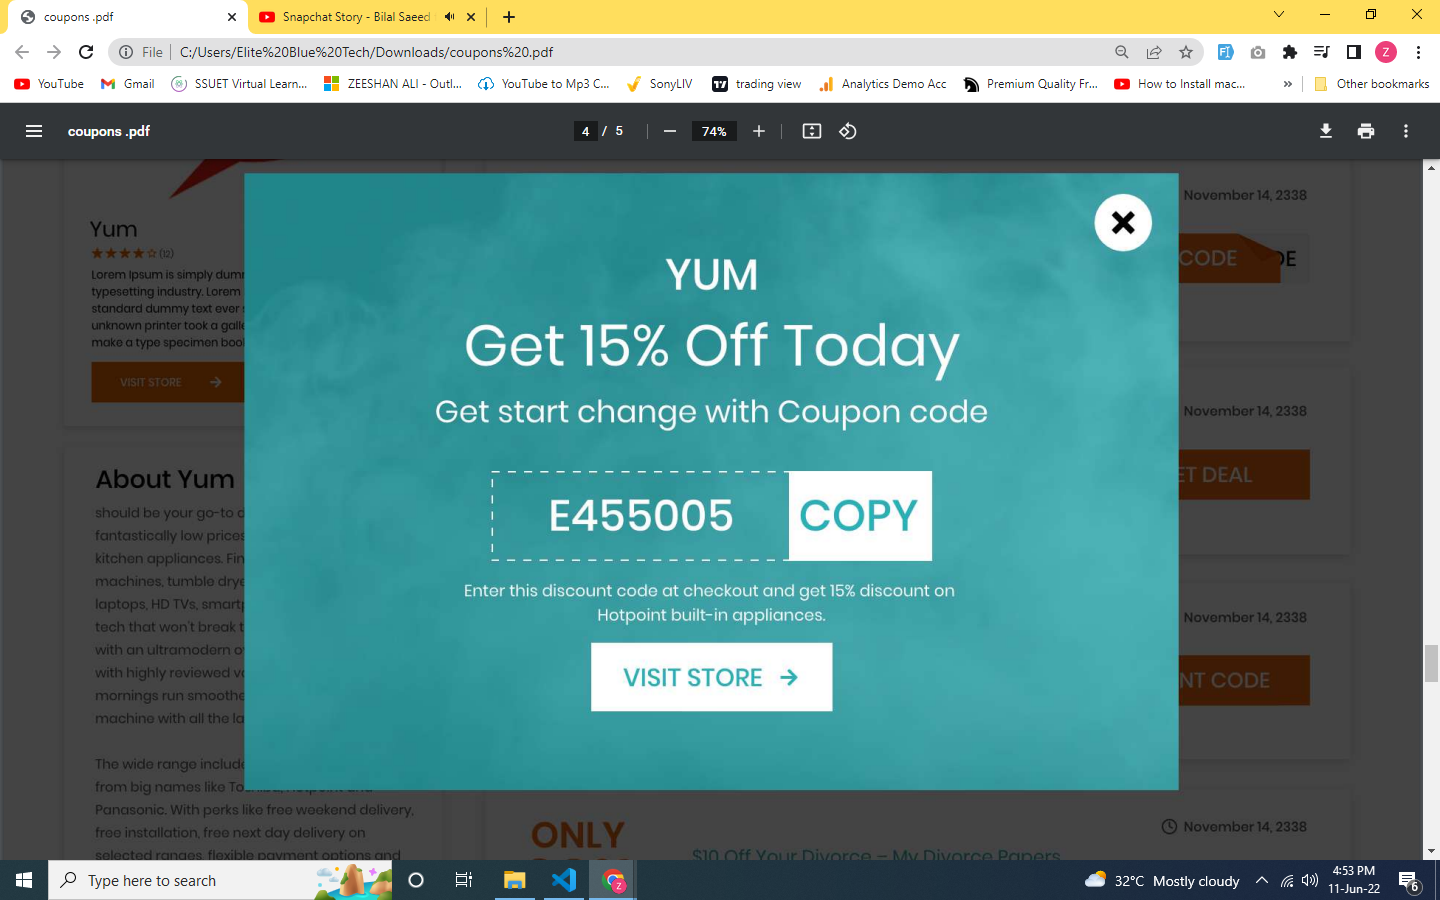 coupons .pdf
Snapchat Story - Bilal Saeed
File
C:/Users/Elite%20Blue%20Tech/Downloads/coupons%20.pdf
Z
YouTube
Gmail
SSUET Virtual Learn...
ZEESHAN ALI - Outl...
YouTube to Mp3 C...
SonyLIV
trading view
Analytics Demo Acc
Premium Quality Fr...
How to Install mac...
»
Other bookmarks
coupons .pdf
4 / 5
74%
Yum
(12)
Lorem Ipsum is simply dumm
typesetting industry. Lorem
standard dummy text ever s
unknown printer took a galle
make a type specimen bool
VISIT STORE
About Yum
should be your go-to d
fantastically low prices
kitchen appliances. Fin
machines, tumble drye
laptops, HD TVs, smartp
tech that won't break t
with an ultramodern o
with highly reviewed va
mornings run smoothe
machine with all the la
The wide range include
from big names like Toshiba, Hotpoint and
Panasonic. With perks like free weekend delivery,
free installation, free next day delivery on
selected ranges, flexible payment options and
YUM
Get 15% Off Today
Get start change with Coupon code
E455005
COPY
Enter this discount code at checkout and get 15% discount on
Hotpoint built-in appliances.
VISIT STORE
November 14, 2338
CODE
DE
November 14, 2338
ET DEAL
November 14, 2338
NT CODE
ONLY
November 14, 2338
$10 Off Your Divorce – My Divorce Papers
Type here to search
32°C Mostly cloudy
4:53 PM
11-Jun-22
6